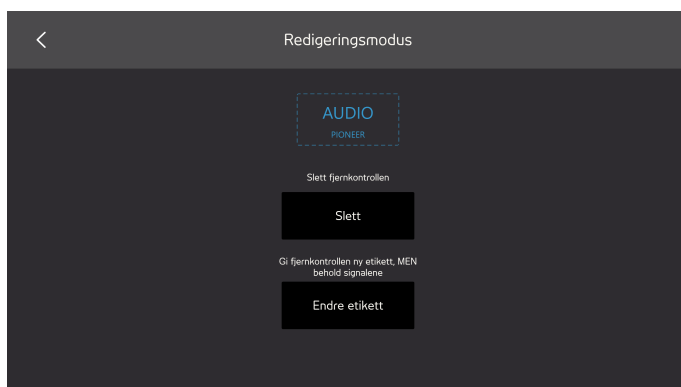 Redigeringsmodus
AUDIO
PIONEER
Slett fjernkontrollen
Slett
Gi fjernkontrollen ny etikett, MEN
behold signalene
Endre etikett